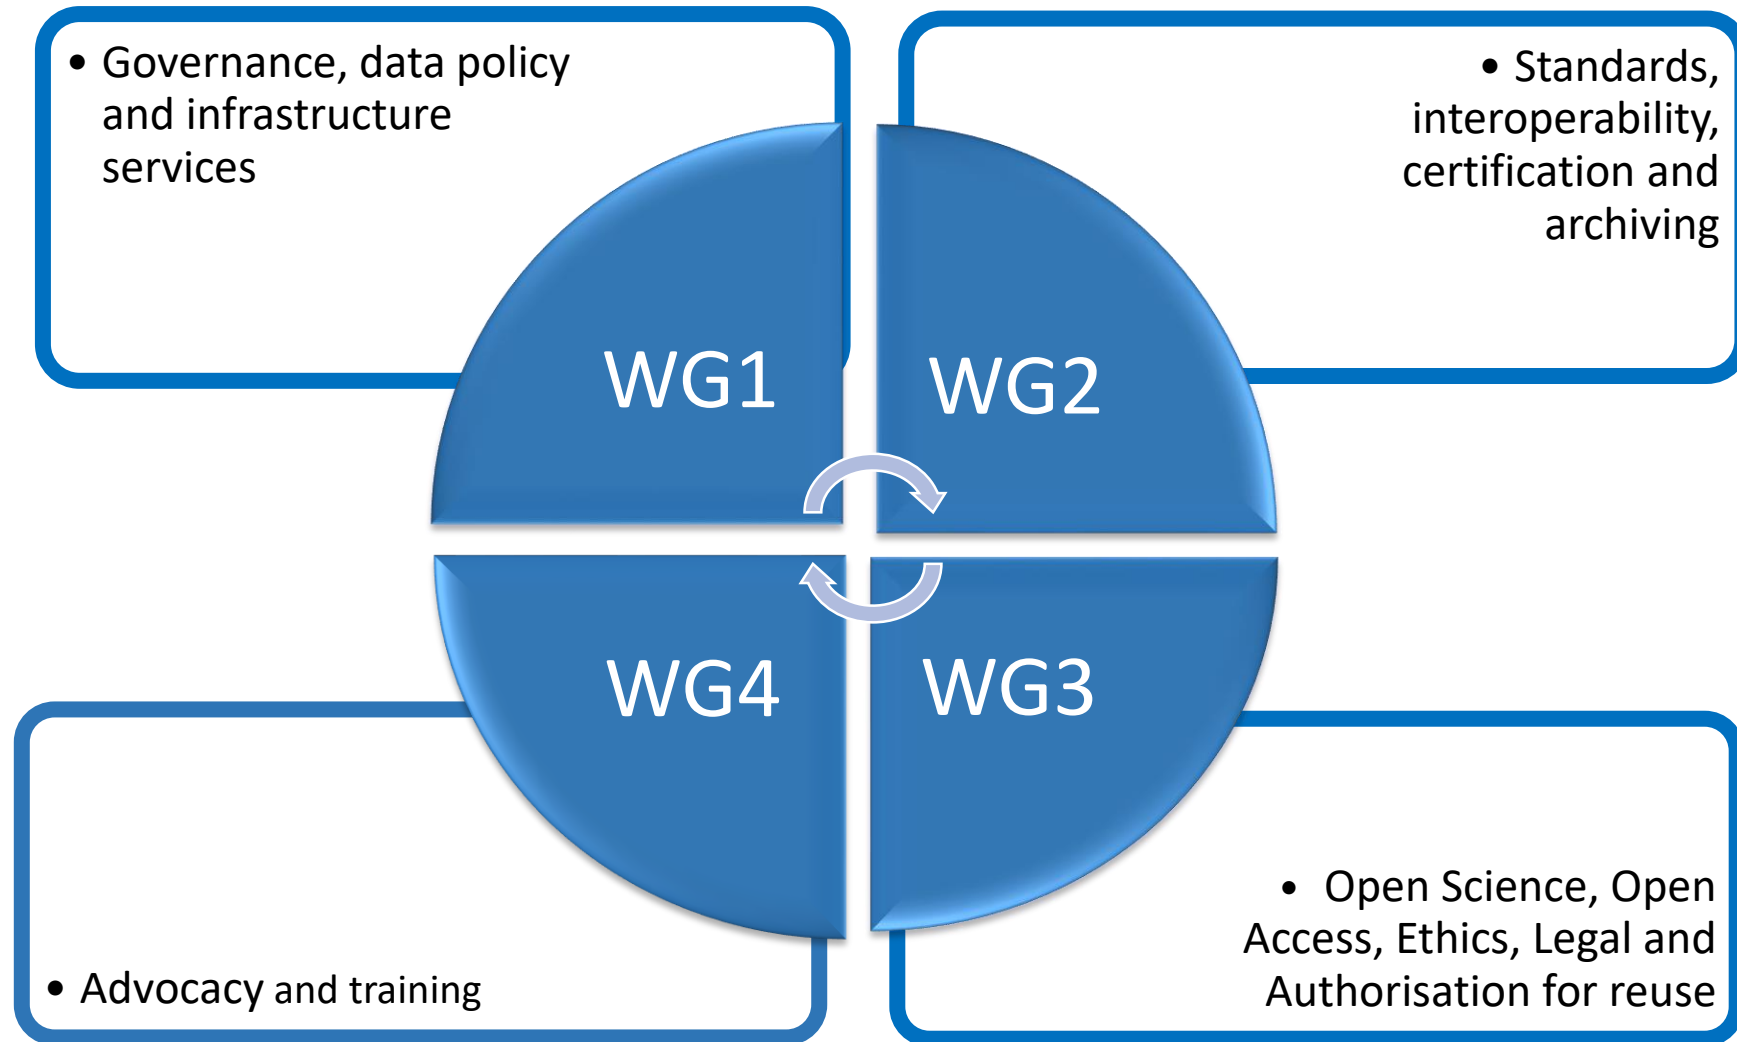 • Governance, data policy
and infrastructure
services
• Standards,
interoperability,
certification and
archiving
WG1
WG2
WG4
WG3
• Advocacy and training
• Open Science, Open
Access, Ethics, Legal and
Authorisation for reuse